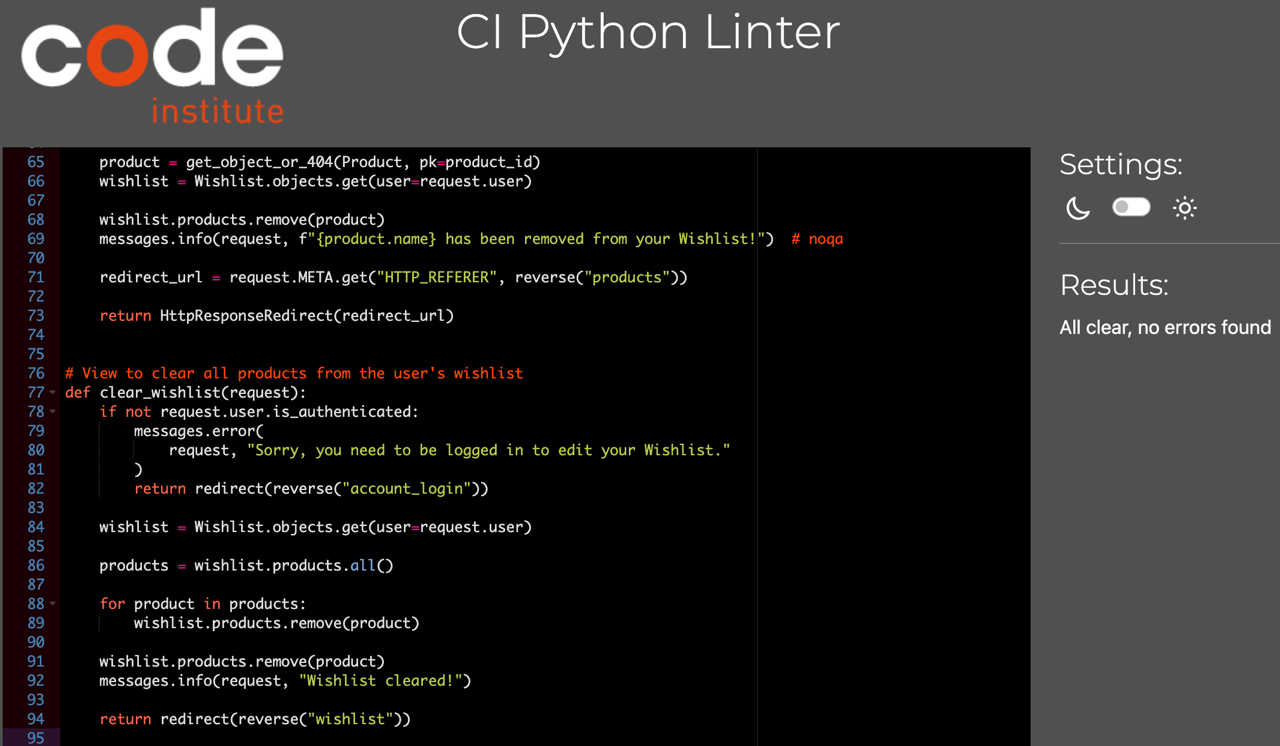 code
institute
CI Python Linter
65     product = get_object_or_404(Product, pk=product_id)
66     wishlist = Wishlist.objects.get(user=request.user)
67
68     wishlist.products.remove(product)
69     messages.info(request, f"{product.name} has been removed from your Wishlist!")  # noqa
70
71     redirect_url = request.META.get("HTTP_REFERER", reverse("products"))
72
73     return HttpResponseRedirect(redirect_url)
74
75
76 # View to clear all products from the user's wishlist
77 def clear_wishlist(request):
78     if not request.user.is_authenticated:
79         messages.error(
80             request, "Sorry, you need to be logged in to edit your Wishlist."
81         )
82         return redirect(reverse("account_login"))
83
84     wishlist = Wishlist.objects.get(user=request.user)
85
86     products = wishlist.products.all()
87
88     for product in products:
89         wishlist.products.remove(product)
90
91     wishlist.products.remove(product)
92     messages.info(request, "Wishlist cleared!")
93
94     return redirect(reverse("wishlist"))
95
Settings:
Results:
All clear, no errors found